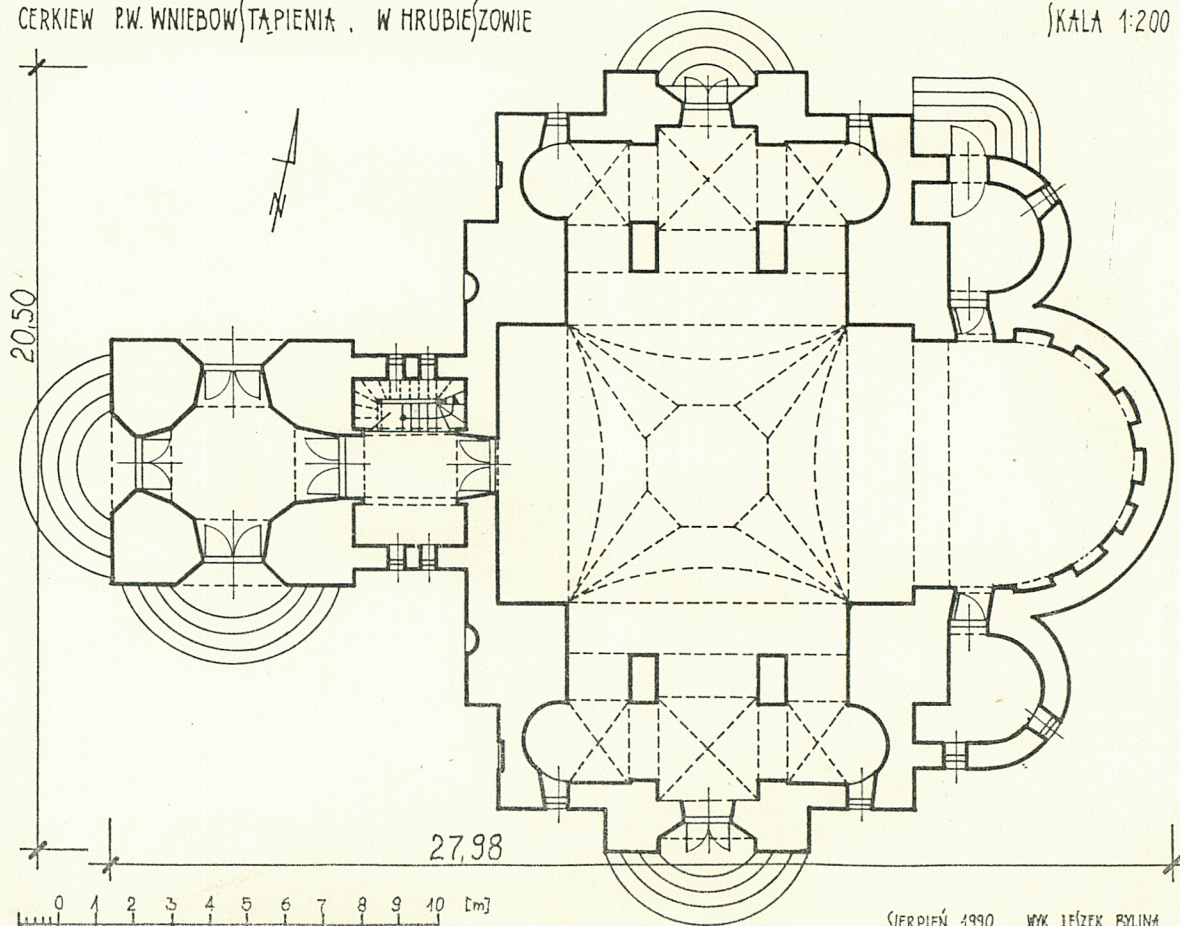 CERKIEW P.W. WNIEBOWSTĄPIENIA . W HRUBIESZOWIE
SKALA 1:200
N
20,50
27,98
0 1 2 3 4 5 6 7 8 9 10 [m]
SIERPIEŃ 1990 WYK. LESZEK BYLINA